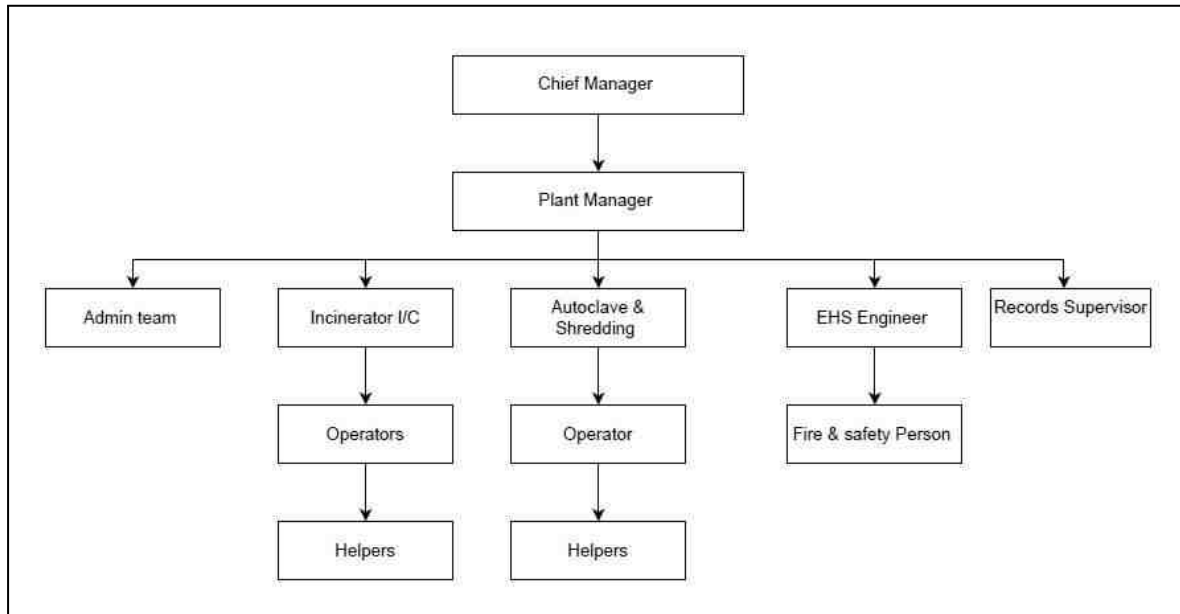 Chief Manager
Plant Manager
Admin team
Incinerator I/C
Autoclave &
Shredding
EHS Engineer
Records Supervisor
Operators
Operator
Fire & safety Person
Helpers
Helpers